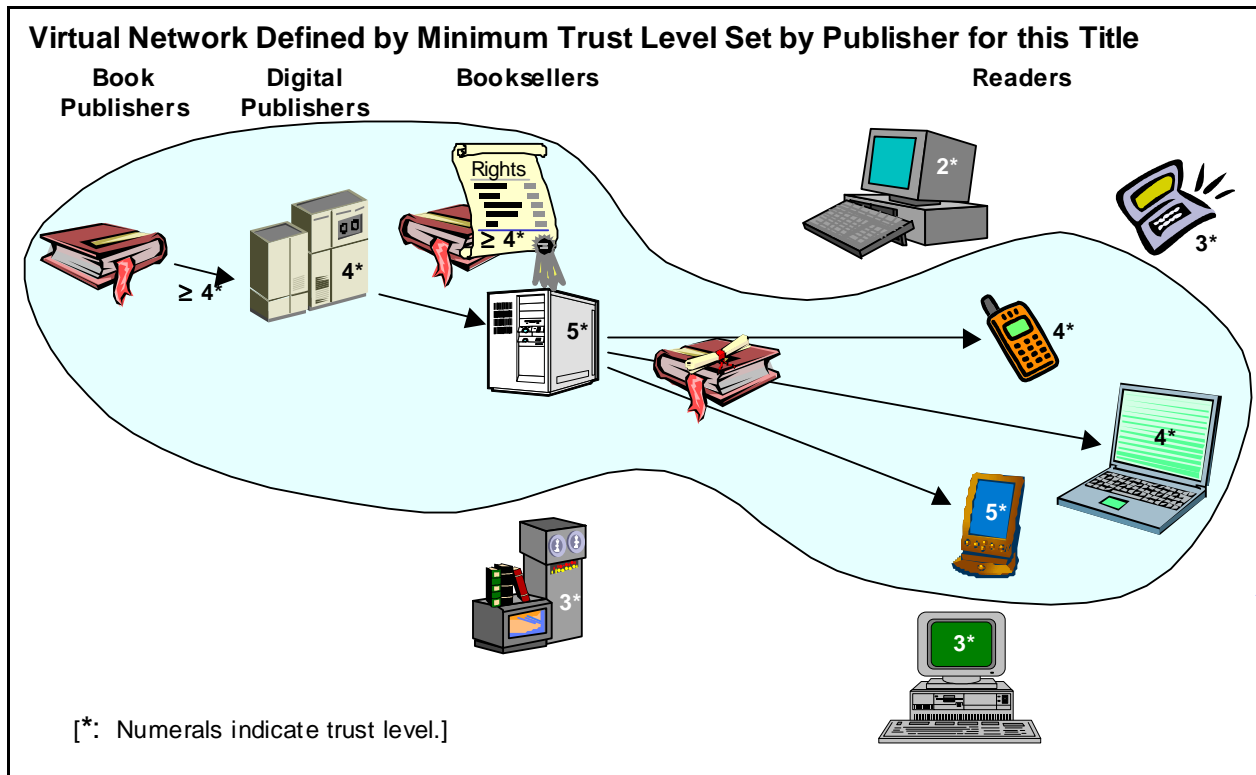 Virtual Network Defined by Minimum Trust Level Set by Publisher for this Title
Book
Publishers
Digital
Publishers
Booksellers
Readers
Rights
≥ 4*
2*
3*
≥ 4*
4*
5*
4*
4*
5*
3*
3*
[*: Numerals indicate trust level.]